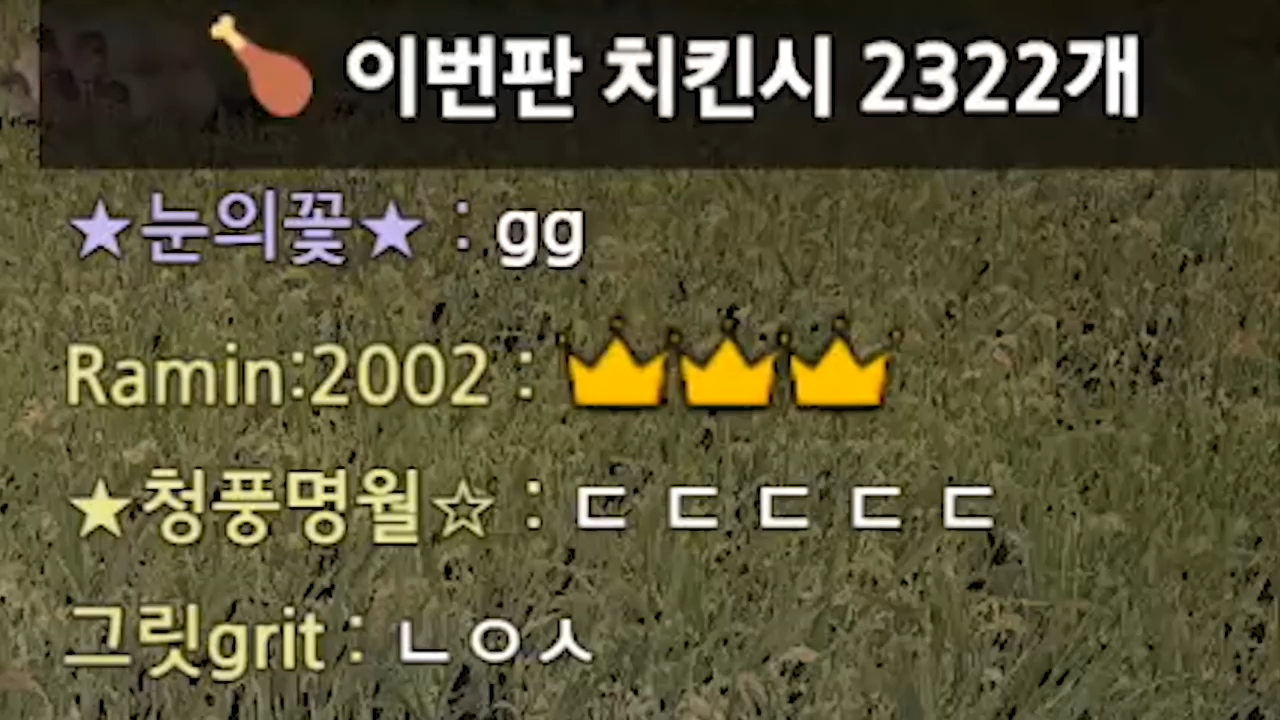 🍗 이번판 치킨시 2322개
★눈의꽃★ : gg
Ramin:2002 : 👑👑👑
★청풍명월☆ : ㄷㄷㄷㄷㄷ
그릿grit : ㄴㅇㅅ